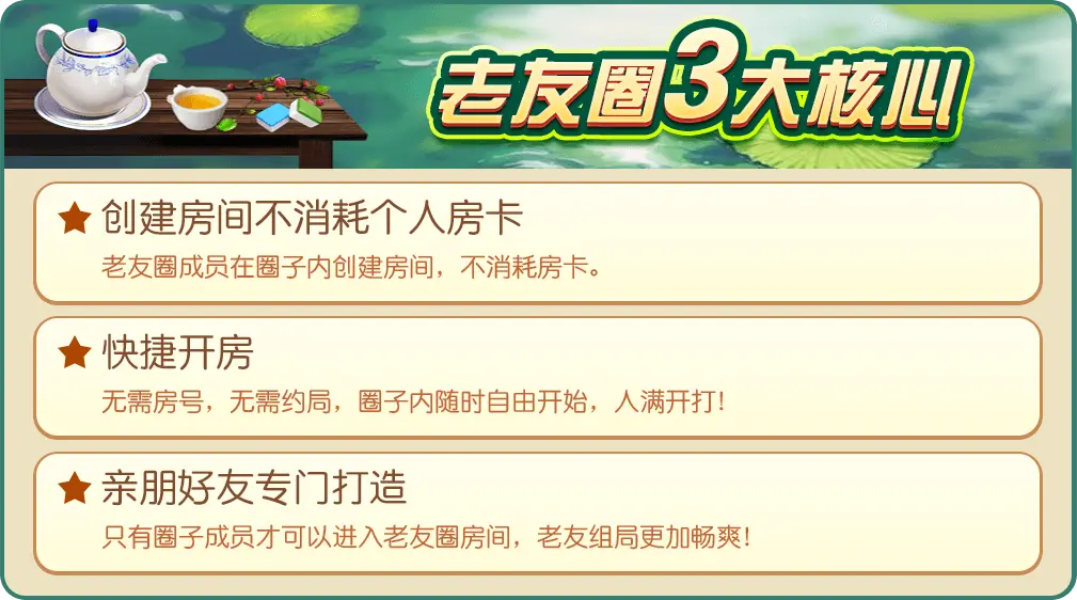 老友圈3大核心
创建房间不消耗个人房卡
老友圈成员在圈子内创建房间，不消耗房卡。
快捷开房
无需房号，无需约局，圈子内随时自由开始，人满开打！
亲朋好友专门打造
只有圈子成员才可以进入老友圈房间，老友组局更加畅爽！